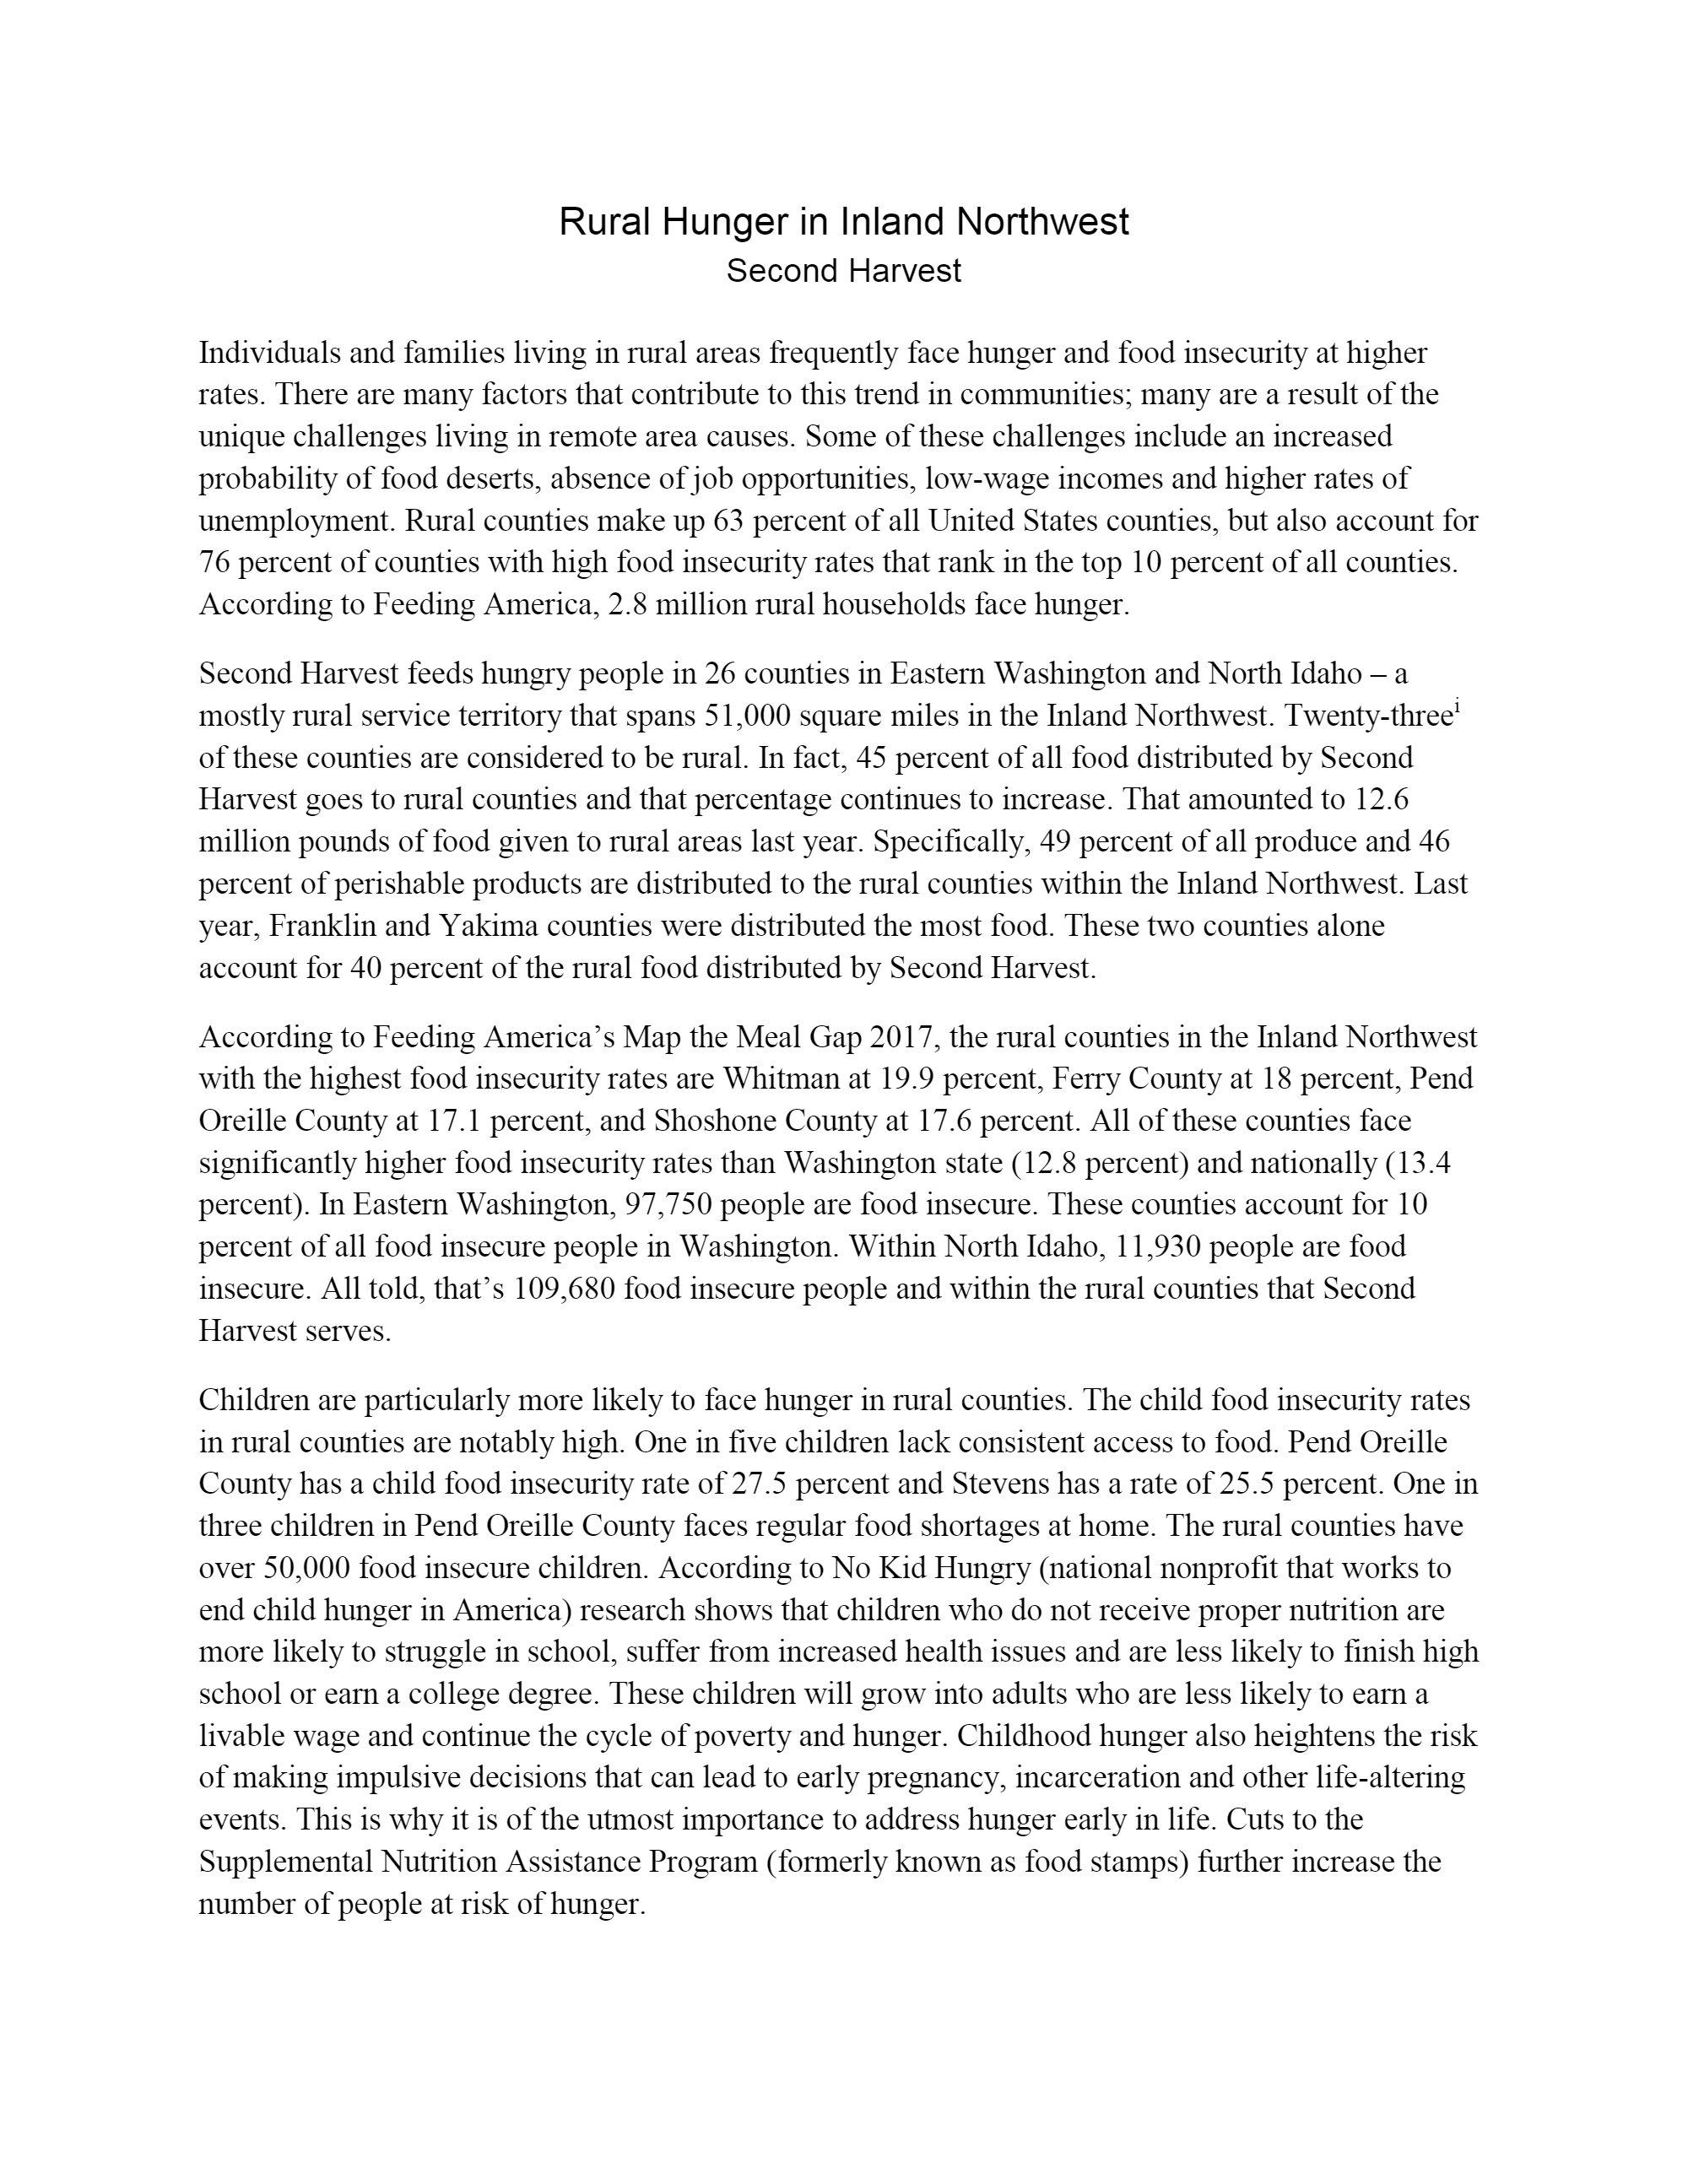 Rural Hunger in Inland Northwest
Second Harvest
Individuals and families living in rural areas frequently face hunger and food insecurity at higher
rates. There are many factors that contribute to this trend in communities; many are a result of the
unique challenges living in remote area causes. Some of these challenges include an increased
probability of food deserts, absence of job opportunities, low-wage incomes and higher rates of
unemployment. Rural counties make up 63 percent of all United States counties, but also account for
76 percent of counties with high food insecurity rates that rank in the top 10 percent of all counties.
According to Feeding America, 2.8 million rural households face hunger.
Second Harvest feeds hungry people in 26 counties in Eastern Washington and North Idaho – a
mostly rural service territory that spans 51,000 square miles in the Inland Northwest. Twenty-threeⁱ
of these counties are considered to be rural. In fact, 45 percent of all food distributed by Second
Harvest goes to rural counties and that percentage continues to increase. That amounted to 12.6
million pounds of food given to rural areas last year. Specifically, 49 percent of all produce and 46
percent of perishable products are distributed to the rural counties within the Inland Northwest. Last
year, Franklin and Yakima counties were distributed the most food. These two counties alone
account for 40 percent of the rural food distributed by Second Harvest.
According to Feeding America’s Map the Meal Gap 2017, the rural counties in the Inland Northwest
with the highest food insecurity rates are Whitman at 19.9 percent, Ferry County at 18 percent, Pend
Oreille County at 17.1 percent, and Shoshone County at 17.6 percent. All of these counties face
significantly higher food insecurity rates than Washington state (12.8 percent) and nationally (13.4
percent). In Eastern Washington, 97,750 people are food insecure. These counties account for 10
percent of all food insecure people in Washington. Within North Idaho, 11,930 people are food
insecure. All told, that’s 109,680 food insecure people and within the rural counties that Second
Harvest serves.
Children are particularly more likely to face hunger in rural counties. The child food insecurity rates
in rural counties are notably high. One in five children lack consistent access to food. Pend Oreille
County has a child food insecurity rate of 27.5 percent and Stevens has a rate of 25.5 percent. One in
three children in Pend Oreille County faces regular food shortages at home. The rural counties have
over 50,000 food insecure children. According to No Kid Hungry (national nonprofit that works to
end child hunger in America) research shows that children who do not receive proper nutrition are
more likely to struggle in school, suffer from increased health issues and are less likely to finish high
school or earn a college degree. These children will grow into adults who are less likely to earn a
livable wage and continue the cycle of poverty and hunger. Childhood hunger also heightens the risk
of making impulsive decisions that can lead to early pregnancy, incarceration and other life-altering
events. This is why it is of the utmost importance to address hunger early in life. Cuts to the
Supplemental Nutrition Assistance Program (formerly known as food stamps) further increase the
number of people at risk of hunger.